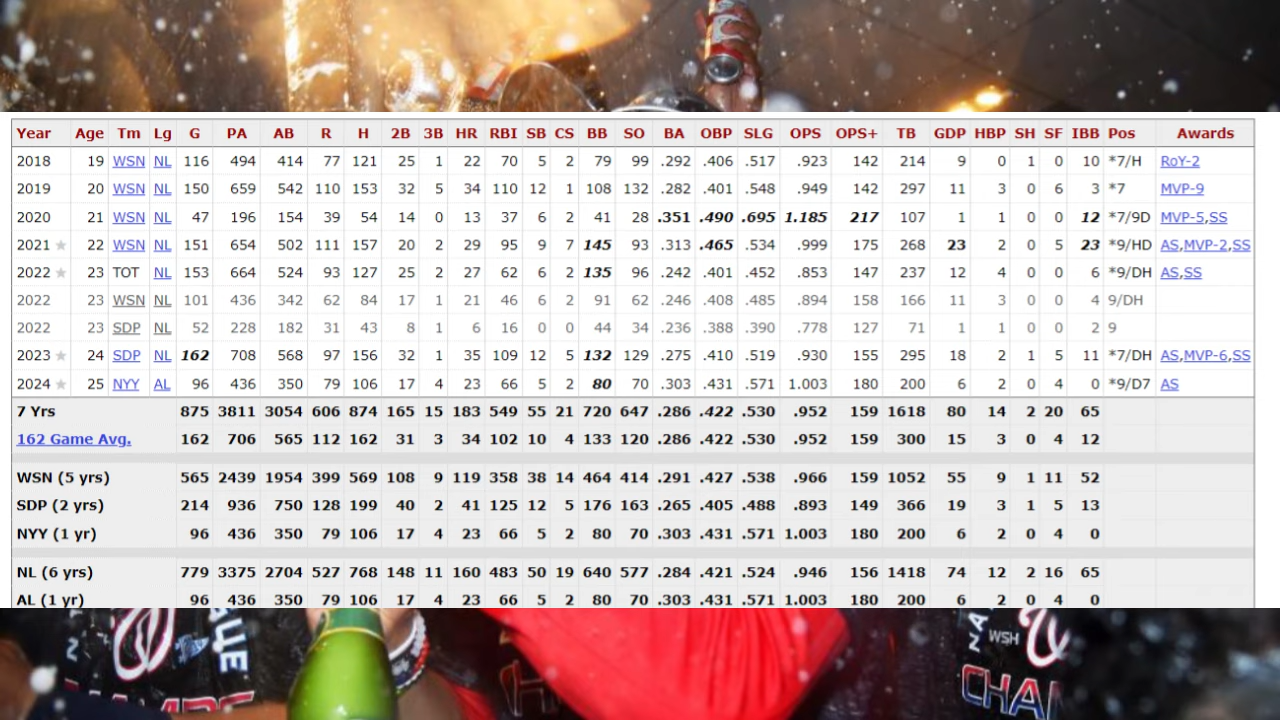 Year Age Tm Lg G PA AB R H 2B 3B HR RBI SB CS BB SO BA OBP SLG OPS OPS+ TB GDP HBP SH SF IBB Pos Awards
2018 19 WSN NL 116 494 414 77 121 25 1 22 70 5 2 79 99 .292 .406 .517 .923 142 214 9 0 1 0 10 *7/H RoY-2
2019 20 WSN NL 150 659 542 110 153 32 5 34 110 12 1 108 132 .282 .401 .548 .949 142 297 11 3 0 6 3 *7 MVP-9
2020 21 WSN NL 47 196 154 39 54 14 0 13 37 6 2 41 28 .351 .490 .695 1.185 217 107 1 1 0 0 12 *7/9D MVP-5,SS
2021 ★ 22 WSN NL 151 654 502 111 157 20 2 29 95 9 7 145 93 .313 .465 .534 .999 175 268 23 2 0 5 23 *9/HD AS,MVP-2,SS
2022 ★ 23 TOT NL 153 664 524 93 127 25 2 27 62 6 2 135 96 .242 .401 .452 .853 147 237 12 4 0 0 6 *9/DH AS,SS
2022 23 WSN NL 101 436 342 62 84 17 1 21 46 6 2 91 62 .246 .408 .485 .894 158 166 11 3 0 0 4 9/DH
2022 23 SDP NL 52 228 182 31 43 8 1 6 16 0 0 44 34 .236 .388 .390 .778 127 71 1 1 0 0 2 9
2023 ★ 24 SDP NL 162 708 568 97 156 32 1 35 109 12 5 132 129 .275 .410 .519 .930 155 295 18 2 1 5 11 *7/DH AS,MVP-6,SS
2024 ★ 25 NYY AL 96 436 350 79 106 17 4 23 66 5 2 80 70 .303 .431 .571 1.003 180 200 6 2 0 4 0 *9/D7 AS
7 Yrs 875 3811 3054 606 874 165 15 183 549 55 21 720 647 .286 .422 .530 .952 159 1618 80 14 2 20 65
162 Game Avg. 162 706 565 112 162 31 3 34 102 10 4 133 120 .286 .422 .530 .952 159 300 15 3 0 4 12
WSN (5 yrs) 565 2439 1954 399 569 108 9 119 358 38 14 464 414 .291 .427 .538 .966 159 1052 55 9 1 11 52
SDP (2 yrs) 214 936 750 128 199 40 2 41 125 12 5 176 163 .265 .405 .488 .893 149 366 19 3 1 5 13
NYY (1 yr) 96 436 350 79 106 17 4 23 66 5 2 80 70 .303 .431 .571 1.003 180 200 6 2 0 4 0
NL (6 yrs) 779 3375 2704 527 768 148 11 160 483 50 19 640 577 .284 .421 .524 .946 156 1418 74 12 2 16 65
AL (1 yr) 96 436 350 79 106 17 4 23 66 5 2 80 70 .303 .431 .571 1.003 180 200 6 2 0 4 0
WSH